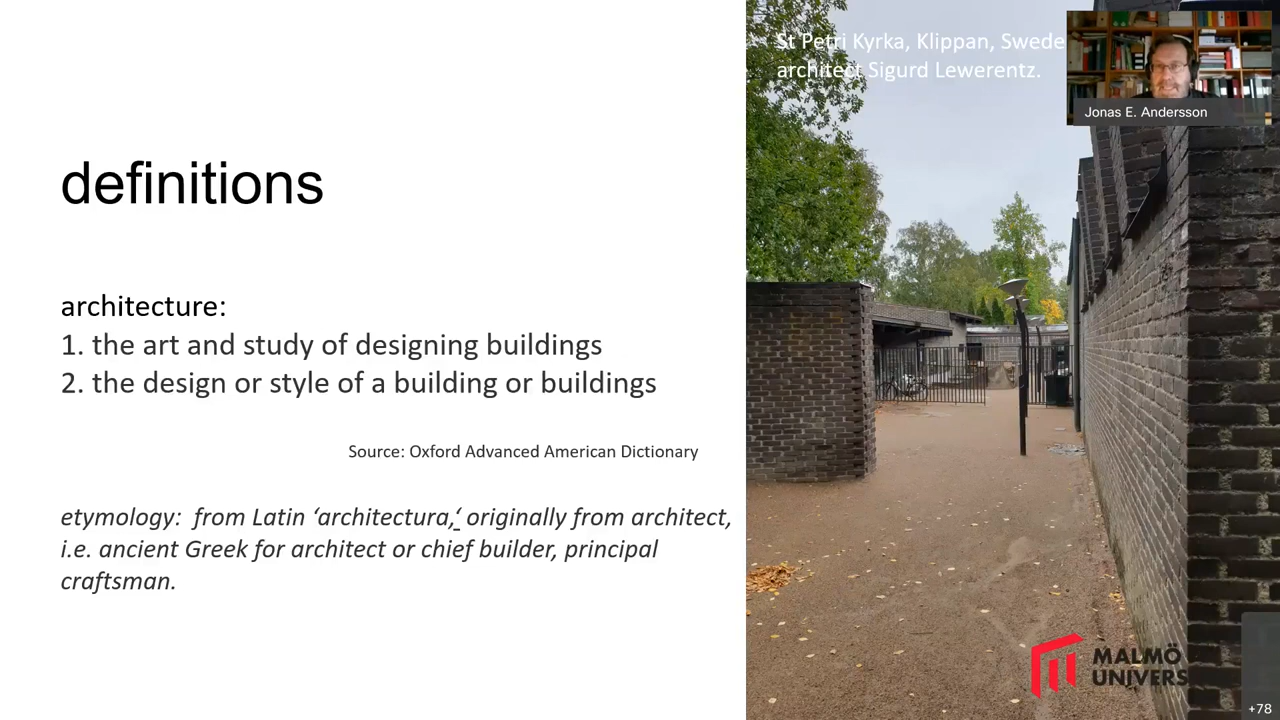 definitions
architecture:
1. the art and study of designing buildings
2. the design or style of a building or buildings
Source: Oxford Advanced American Dictionary
etymology:  from Latin ‘architectura,‘ originally from architect,
i.e. ancient Greek for architect or chief builder, principal
craftsman.
St Petri Kyrka, Klippan, Swede
architect Sigurd Lewerentz.
Jonas E. Andersson
MALMÖ
UNIVERS
+78